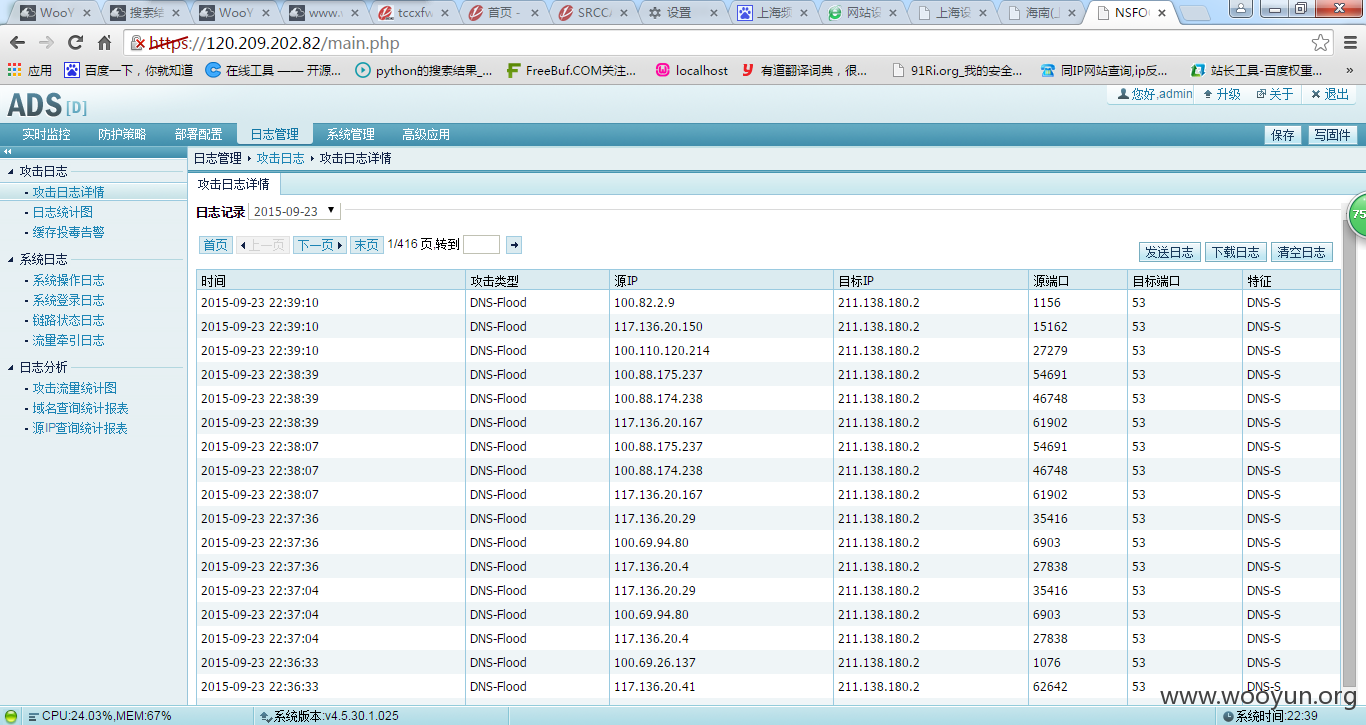 WooY 搜索结 WooY www.v tccxfw 首页 - SRCCA 设置 上海频 网站设 上海设 海南(上 NSFO
https://120.209.202.82/main.php
应用 百度一下，你就知道 在线工具 —— 开源... python的搜索结果_... FreeBuf.COM关注... localhost 有道翻译词典，很... 91Ri.org_我的安全... 同IP网站查询,ip反... 站长工具-百度权重... »
ADS [D] 您好,admin 升级 关于 退出
实时监控 防护策略 部署配置 日志管理 系统管理 高级应用 保存 写固件
日志管理 攻击日志 攻击日志详情
攻击日志
攻击日志详情
日志统计图
缓存投毒告警
系统日志
系统操作日志
系统登录日志
链路状态日志
流量牵引日志
日志分析
攻击流量统计图
域名查询统计报表
源IP查询统计报表
攻击日志详情
日志记录 2015-09-23
75
首页 上一页 下一页 末页 1/416 页,转到
发送日志 下载日志 清空日志
时间 攻击类型 源IP 目标IP 源端口 目标端口 特征
2015-09-23 22:39:10 DNS-Flood 100.82.2.9 211.138.180.2 1156 53 DNS-S
2015-09-23 22:39:10 DNS-Flood 117.136.20.150 211.138.180.2 15162 53 DNS-S
2015-09-23 22:39:10 DNS-Flood 100.110.120.214 211.138.180.2 27279 53 DNS-S
2015-09-23 22:38:39 DNS-Flood 100.88.175.237 211.138.180.2 54691 53 DNS-S
2015-09-23 22:38:39 DNS-Flood 100.88.174.238 211.138.180.2 46748 53 DNS-S
2015-09-23 22:38:39 DNS-Flood 117.136.20.167 211.138.180.2 61902 53 DNS-S
2015-09-23 22:38:07 DNS-Flood 100.88.175.237 211.138.180.2 54691 53 DNS-S
2015-09-23 22:38:07 DNS-Flood 100.88.174.238 211.138.180.2 46748 53 DNS-S
2015-09-23 22:38:07 DNS-Flood 117.136.20.167 211.138.180.2 61902 53 DNS-S
2015-09-23 22:37:36 DNS-Flood 117.136.20.29 211.138.180.2 35416 53 DNS-S
2015-09-23 22:37:36 DNS-Flood 100.69.94.80 211.138.180.2 6903 53 DNS-S
2015-09-23 22:37:36 DNS-Flood 117.136.20.4 211.138.180.2 27838 53 DNS-S
2015-09-23 22:37:04 DNS-Flood 117.136.20.29 211.138.180.2 35416 53 DNS-S
2015-09-23 22:37:04 DNS-Flood 100.69.94.80 211.138.180.2 6903 53 DNS-S
2015-09-23 22:37:04 DNS-Flood 117.136.20.4 211.138.180.2 27838 53 DNS-S
2015-09-23 22:36:33 DNS-Flood 100.69.26.137 211.138.180.2 1076 53 DNS-S
2015-09-23 22:36:33 DNS-Flood 117.136.20.41 211.138.180.2 62642 53 DNS-S
www.wooyun.org
CPU:24.03%,MEM:67% 系统版本:v4.5.30.1.025 系统时间:22:39